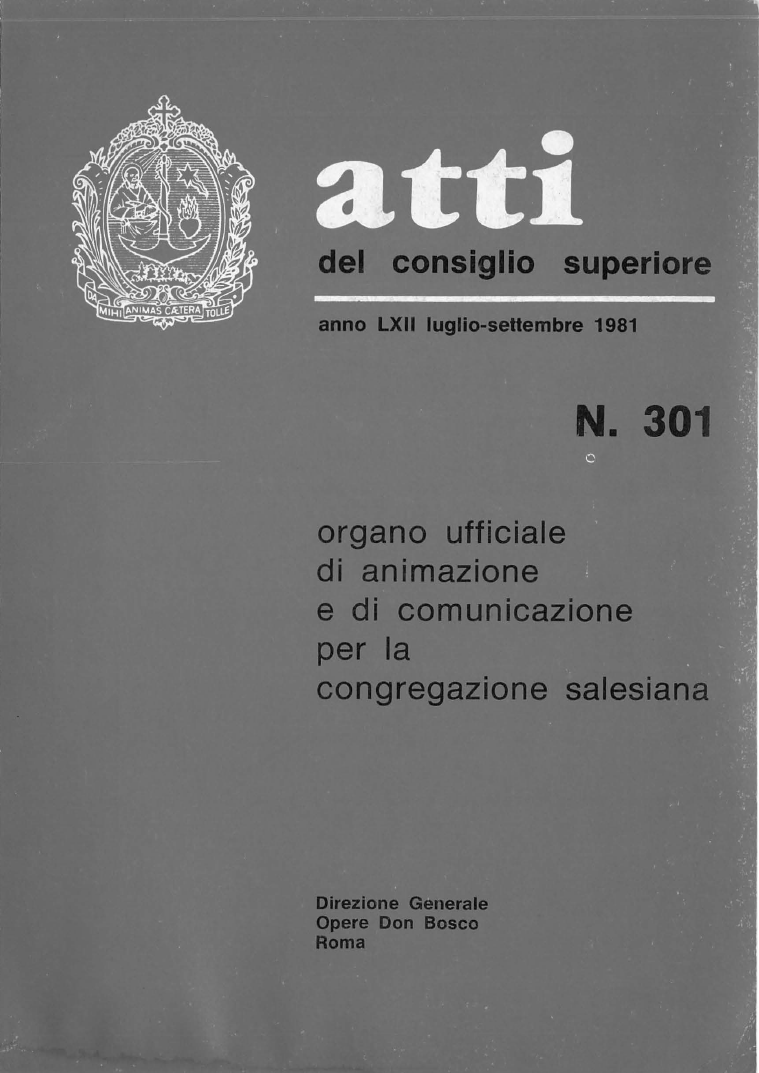 atti
del consiglio superiore
anno LXII luglio-settembre 1981
N. 301
DA MIHI ANIMAS CÆTERA TOLLE
organo ufficiale
di animazione
e di comunicazione
per la
congregazione salesiana
Direzione Generale
Opere Don Bosco
Roma